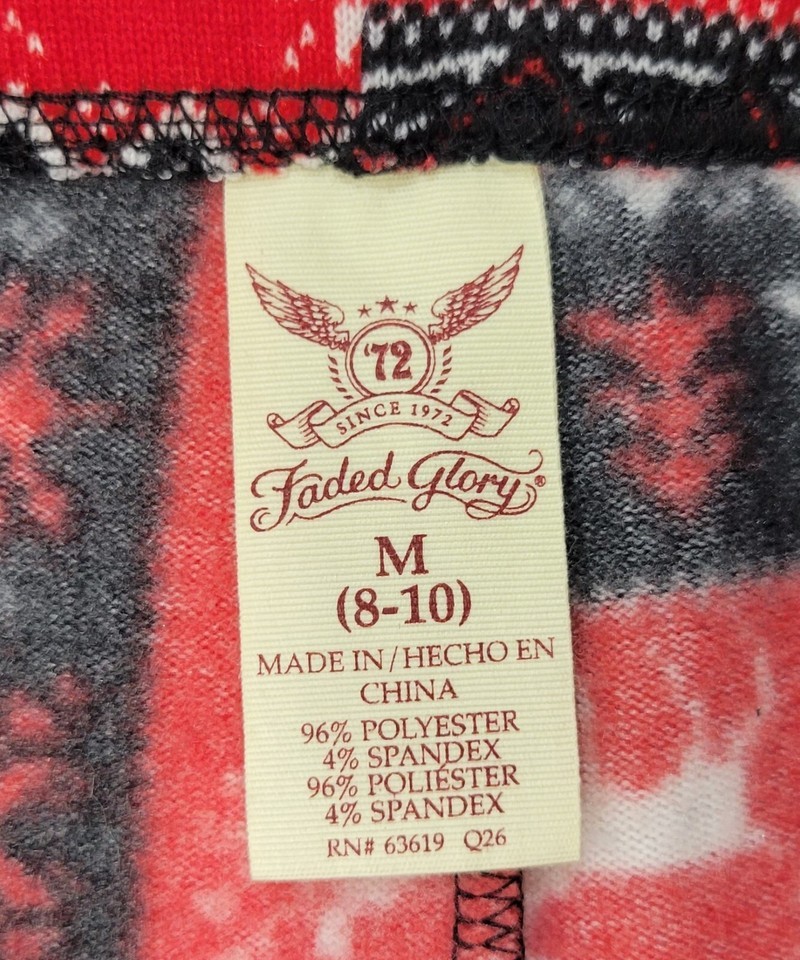 '72
SINCE 1972
Faded Glory®
M
(8-10)
MADE IN/HECHO EN
CHINA
96% POLYESTER
4% SPANDEX
96% POLIÉSTER
4% SPANDEX
RN# 63619 Q26